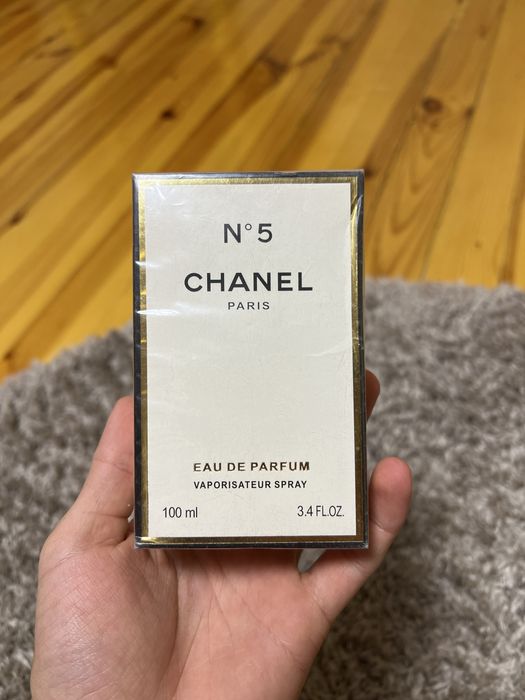 N°5
CHANEL
PARIS
EAU DE PARFUM
VAPORISATEUR SPRAY
100 ml 3.4 FL.OZ.